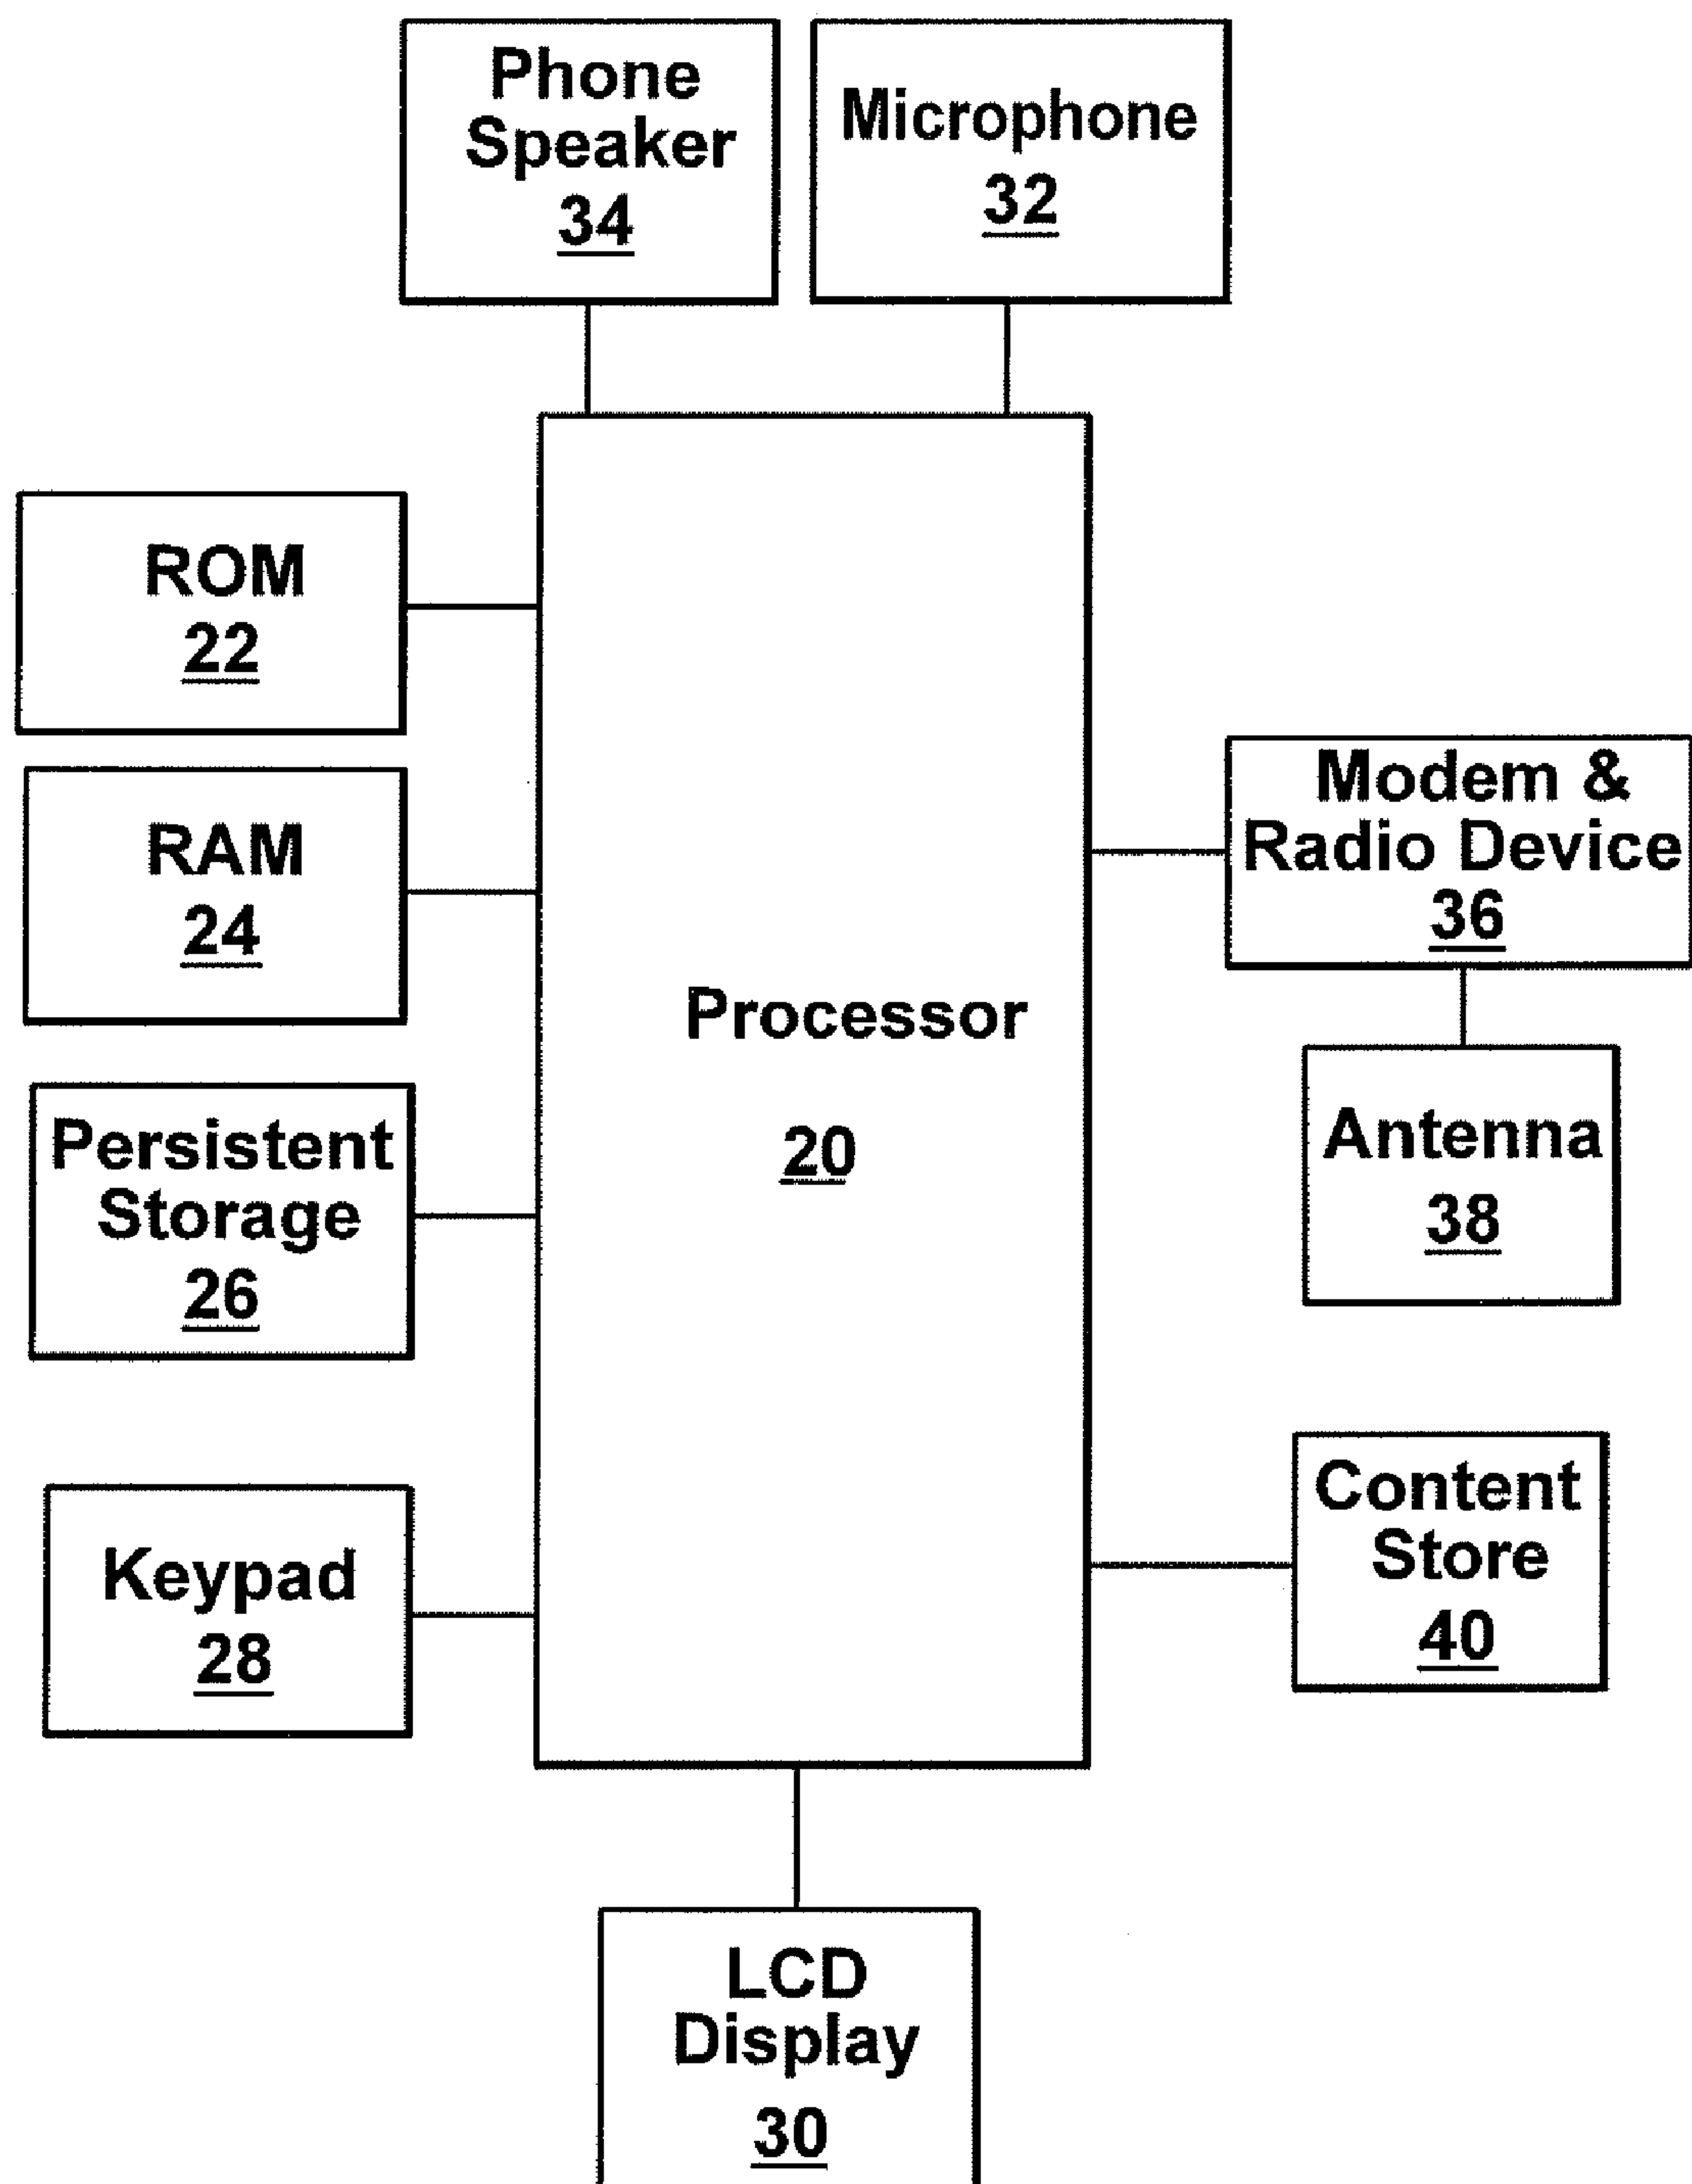 Phone
Speaker
34
Microphone
32
ROM
22
RAM
24
Persistent
Storage
26
Keypad
28
Processor
20
Modem &
Radio Device
36
Antenna
38
Content
Store
40
LCD
Display
30